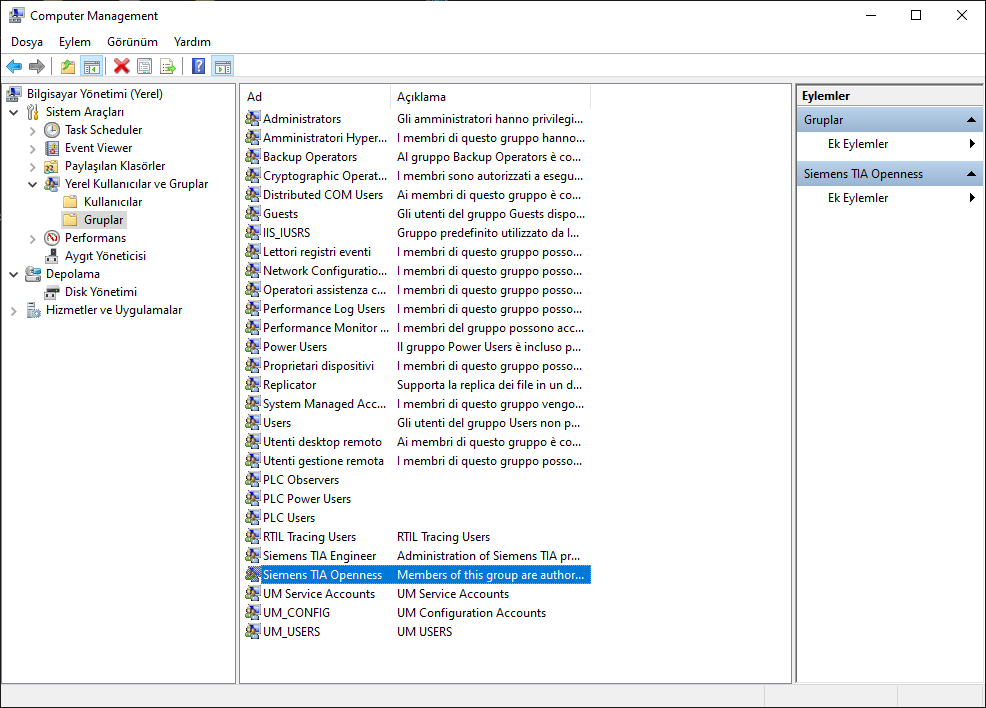 Computer Management
Dosya Eylem Görünüm Yardım
Bilgisayar Yönetimi (Yerel)
Sistem Araçları
Task Scheduler
Event Viewer
Paylaşılan Klasörler
Yerel Kullanıcılar ve Gruplar
Kullanıcılar
Gruplar
Performans
Aygıt Yöneticisi
Depolama
Disk Yönetimi
Hizmetler ve Uygulamalar
Ad Açıklama
Administrators Gli amministratori hanno privilegi...
Amministratori Hyper... I membri di questo gruppo hanno...
Backup Operators Al gruppo Backup Operators è co...
Cryptographic Operat... I membri sono autorizzati a esegu...
Distributed COM Users Ai membri di questo gruppo è co...
Guests Gli utenti del gruppo Guests dispo...
IIS_IUSRS Gruppo predefinito utilizzato da I...
Lettori registri eventi I membri di questo gruppo posso...
Network Configuratio... I membri di questo gruppo posso...
Operatori assistenza c... I membri di questo gruppo posso...
Performance Log Users I membri di questo gruppo posso...
Performance Monitor ... I membri del gruppo possono acc...
Power Users Il gruppo Power Users è incluso p...
Proprietari dispositivi I membri di questo gruppo posso...
Replicator Supporta la replica dei file in un d...
System Managed Acc... I membri di questo gruppo vengo...
Users Gli utenti del gruppo Users non p...
Utenti desktop remoto Ai membri di questo gruppo è co...
Utenti gestione remota I membri di questo gruppo posso...
PLC Observers
PLC Power Users
PLC Users
RTIL Tracing Users RTIL Tracing Users
Siemens TIA Engineer Administration of Siemens TIA pr...
Siemens TIA Openness Members of this group are author...
UM Service Accounts UM Service Accounts
UM_CONFIG UM Configuration Accounts
UM_USERS UM USERS
Eylemler
Gruplar
Ek Eylemler
Siemens TIA Openness
Ek Eylemler